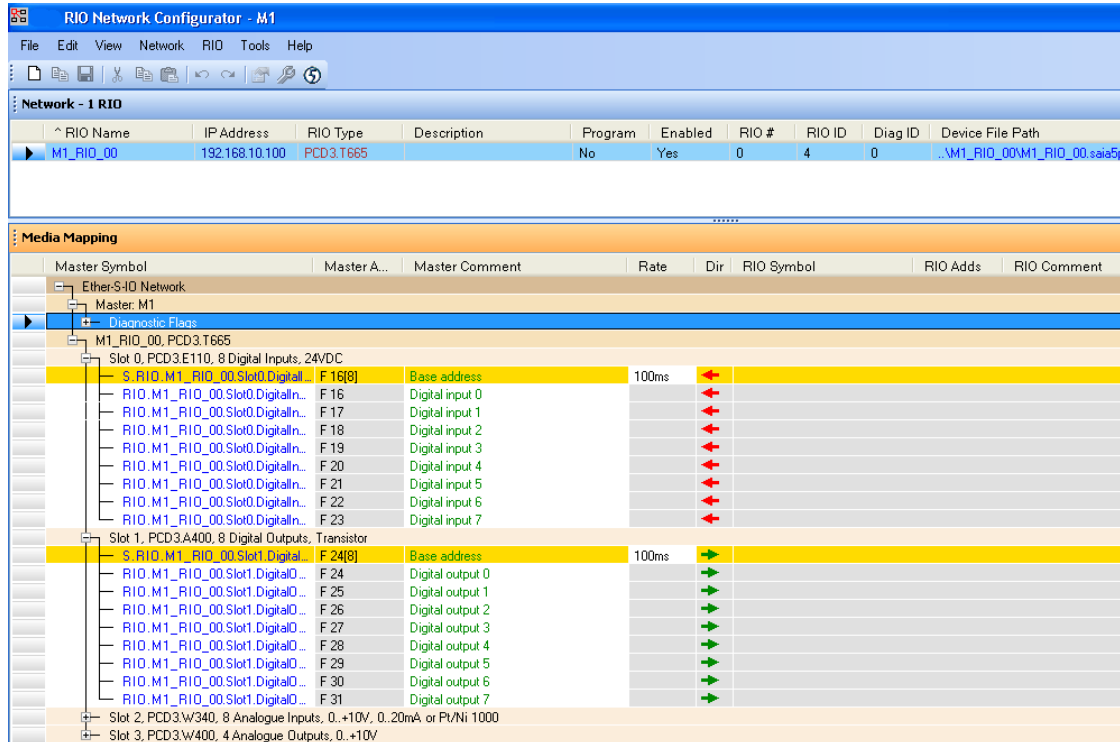 RIO Network Configurator - M1
File Edit View Network RIO Tools Help
Network - 1 RIO
^ RIO Name IP Address RIO Type Description Program Enabled RIO # RIO ID Diag ID Device File Path
M1_RIO_00 192.168.10.100 PCD3.T665 No Yes 0 4 0 ..\M1_RIO_00\M1_RIO_00.saia5p
Media Mapping
Master Symbol Master A... Master Comment Rate Dir RIO Symbol RIO Adds RIO Comment
Ether-S-IO Network
Master: M1
Diagnostic Flags
M1_RIO_00, PCD3.T665
Slot 0, PCD3.E110, 8 Digital Inputs, 24VDC
S.RIO.M1_RIO_00.Slot0.DigitalI... F 16[8] Base address 100ms
RIO.M1_RIO_00.Slot0.DigitalIn... F 16 Digital input 0
RIO.M1_RIO_00.Slot0.DigitalIn... F 17 Digital input 1
RIO.M1_RIO_00.Slot0.DigitalIn... F 18 Digital input 2
RIO.M1_RIO_00.Slot0.DigitalIn... F 19 Digital input 3
RIO.M1_RIO_00.Slot0.DigitalIn... F 20 Digital input 4
RIO.M1_RIO_00.Slot0.DigitalIn... F 21 Digital input 5
RIO.M1_RIO_00.Slot0.DigitalIn... F 22 Digital input 6
RIO.M1_RIO_00.Slot0.DigitalIn... F 23 Digital input 7
Slot 1, PCD3.A400, 8 Digital Outputs, Transistor
S.RIO.M1_RIO_00.Slot1.Digital... F 24[8] Base address 100ms
RIO.M1_RIO_00.Slot1.DigitalO... F 24 Digital output 0
RIO.M1_RIO_00.Slot1.DigitalO... F 25 Digital output 1
RIO.M1_RIO_00.Slot1.DigitalO... F 26 Digital output 2
RIO.M1_RIO_00.Slot1.DigitalO... F 27 Digital output 3
RIO.M1_RIO_00.Slot1.DigitalO... F 28 Digital output 4
RIO.M1_RIO_00.Slot1.DigitalO... F 29 Digital output 5
RIO.M1_RIO_00.Slot1.DigitalO... F 30 Digital output 6
RIO.M1_RIO_00.Slot1.DigitalO... F 31 Digital output 7
Slot 2, PCD3.W340, 8 Analogue Inputs, 0..+10V, 0..20mA or Pt/Ni 1000
Slot 3, PCD3.W400, 4 Analogue Outputs, 0..+10V